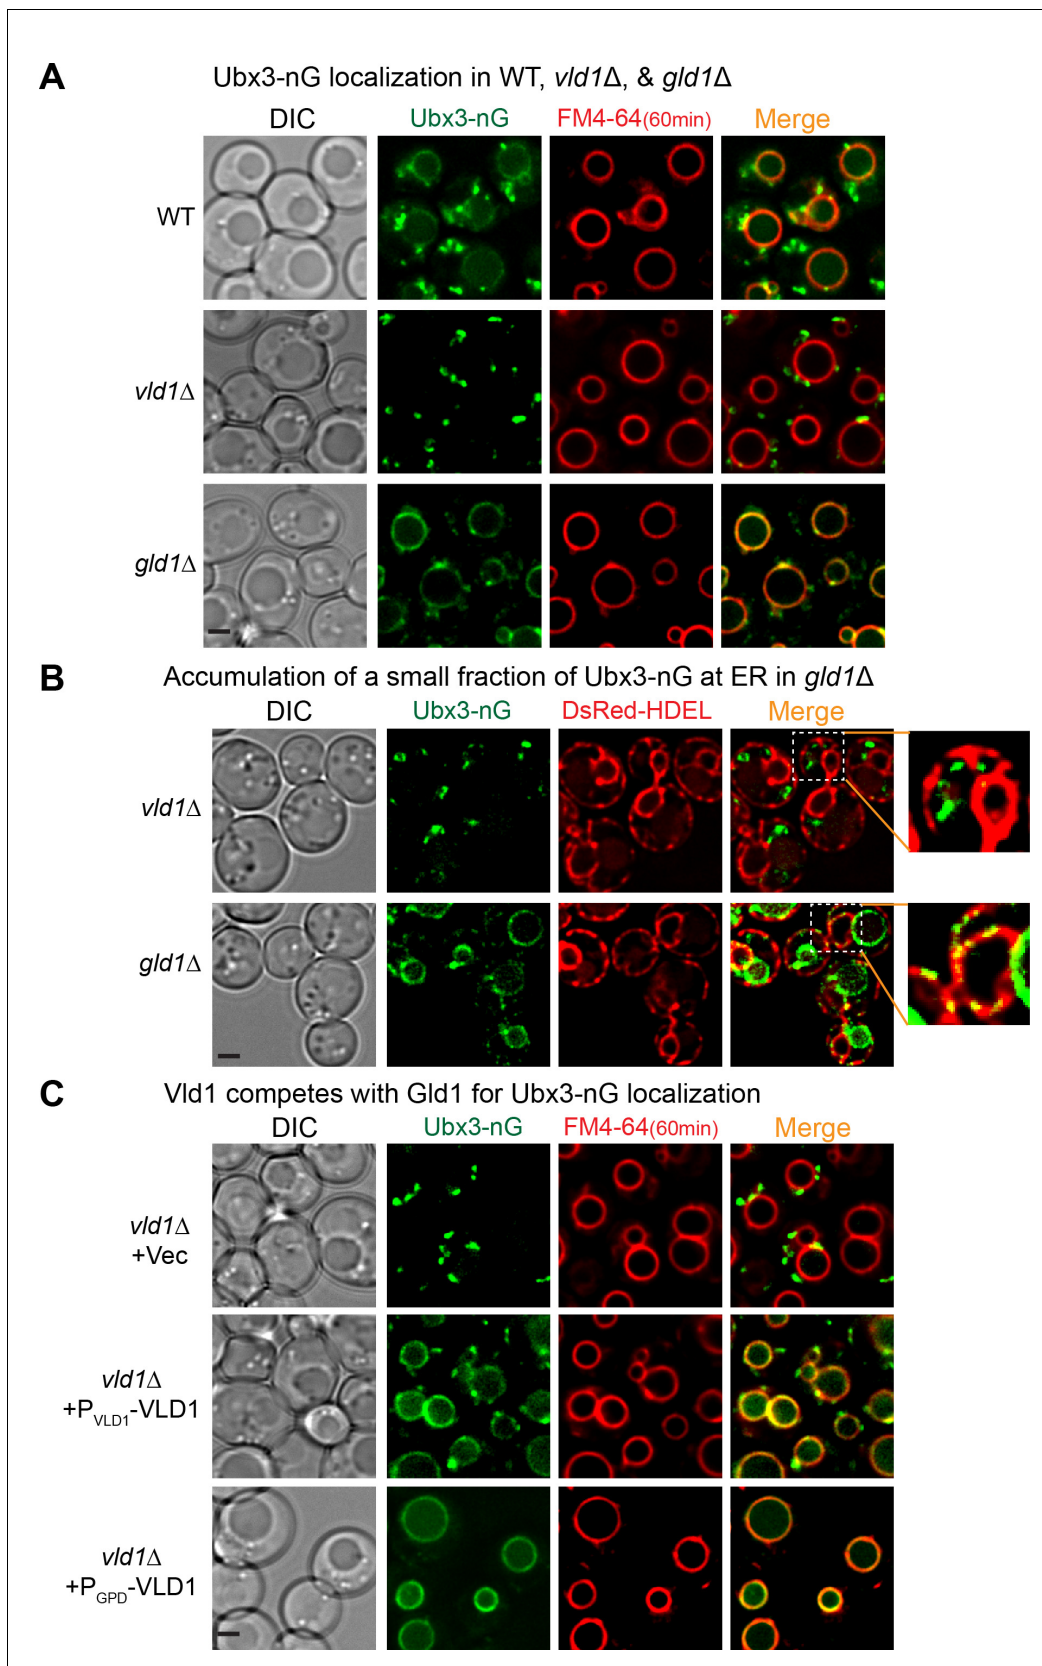 A
Ubx3-nG localization in WT, vld1Δ, & gld1Δ
DIC Ubx3-nG FM4-64(60min) Merge
WT
vld1Δ
gld1Δ
B
Accumulation of a small fraction of Ubx3-nG at ER in gld1Δ
DIC Ubx3-nG DsRed-HDEL Merge
vld1Δ
gld1Δ
C
Vld1 competes with Gld1 for Ubx3-nG localization
DIC Ubx3-nG FM4-64(60min) Merge
vld1Δ
+Vec
vld1Δ
+PVLD1-VLD1
vld1Δ
+PGPD-VLD1